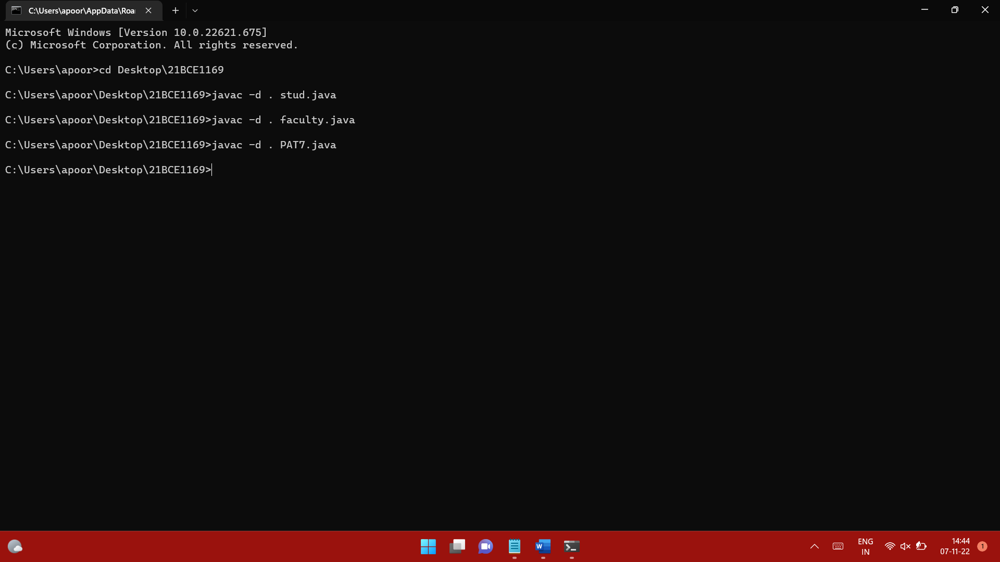 C:\Users\apoor\AppData\Roa
Microsoft Windows [Version 10.0.22621.675]
(c) Microsoft Corporation. All rights reserved.
C:\Users\apoor>cd Desktop\21BCE1169
C:\Users\apoor\Desktop\21BCE1169>javac -d . stud.java
C:\Users\apoor\Desktop\21BCE1169>javac -d . faculty.java
C:\Users\apoor\Desktop\21BCE1169>javac -d . PAT7.java
C:\Users\apoor\Desktop\21BCE1169>
W
ENG
IN
14:44
07-11-22
1